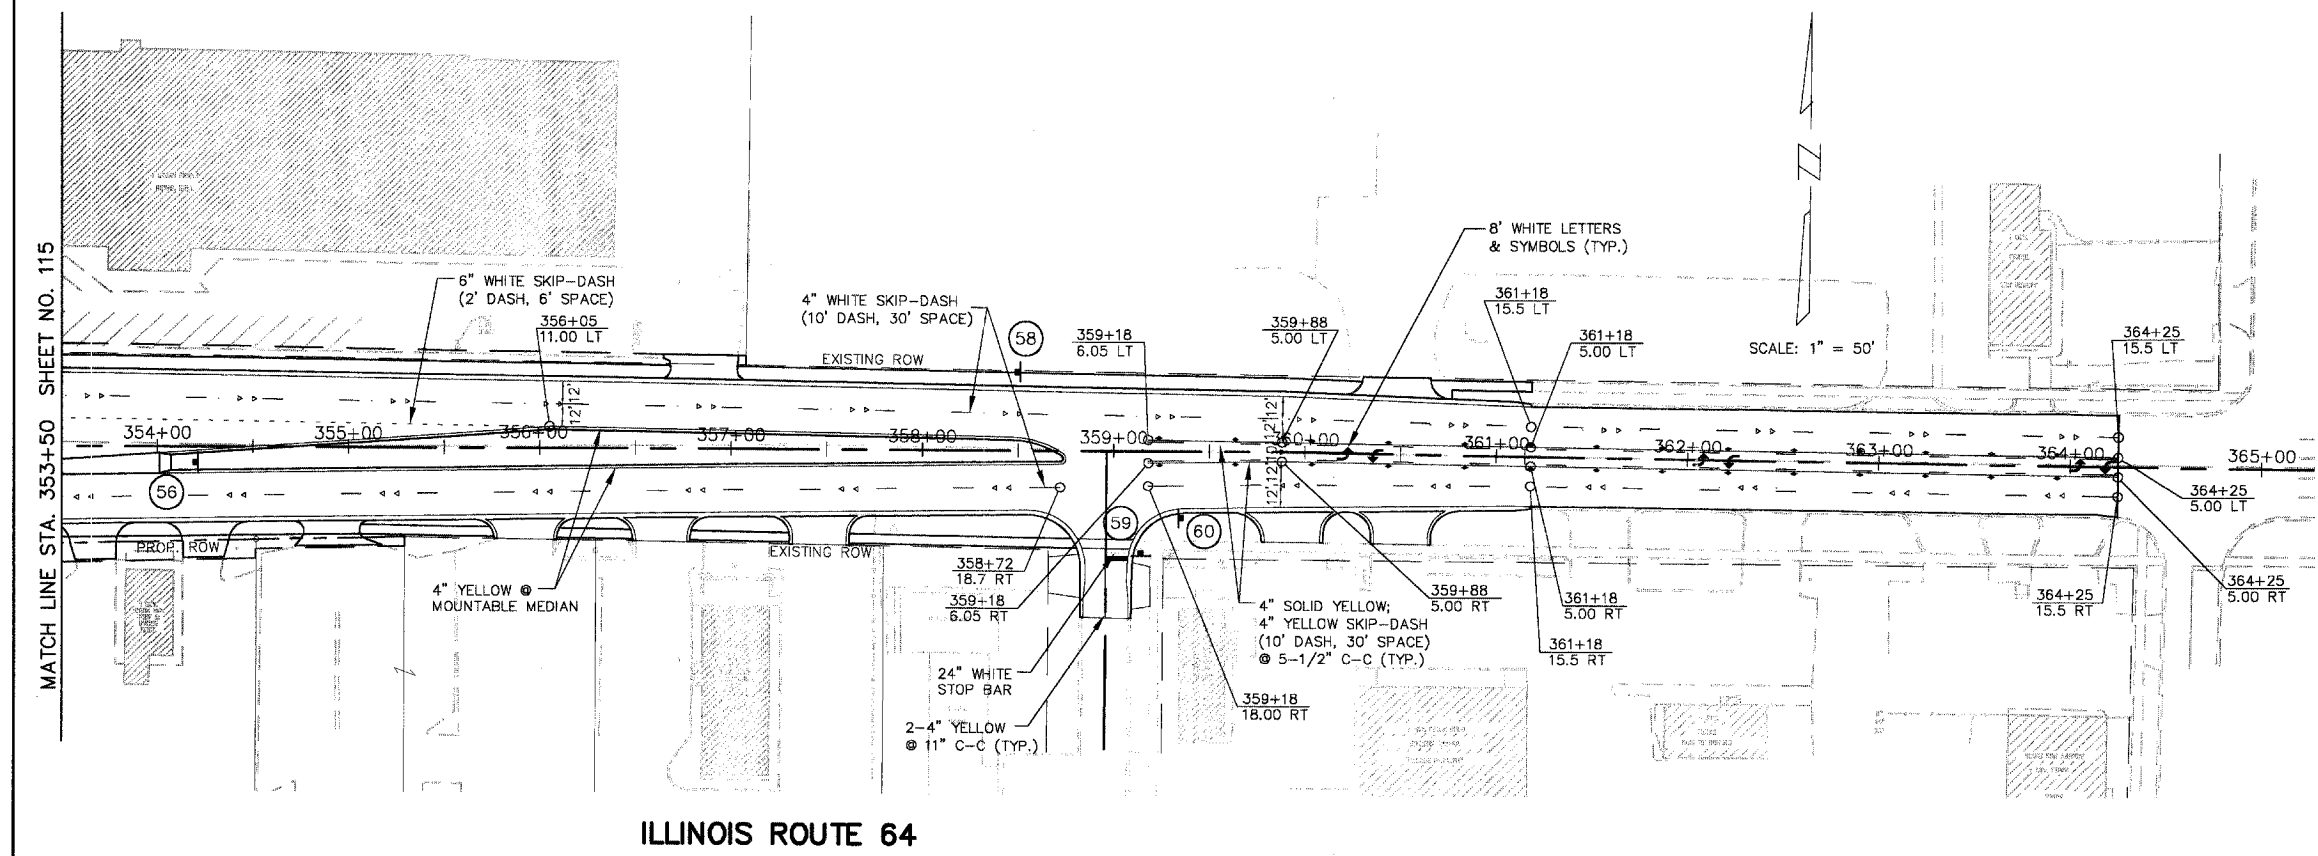 MATCH LINE STA. 353+50 SHEET NO. 115
8' WHITE LETTERS
& SYMBOLS (TYP.)
6" WHITE SKIP-DASH
(2' DASH, 6' SPACE)
356+05
11.00 LT
4" WHITE SKIP-DASH
(10' DASH, 30' SPACE)
58
359+18
6.05 LT
359+88
5.00 LT
361+18
15.5 LT
361+18
5.00 LT
SCALE: 1" = 50'
364+25
15.5 LT
EXISTING ROW
12' 12'
12' 12' 10' 12' 12'
354+00
355+00
356+00
357+00
358+00
359+00
360+00
361+00
362+00
363+00
364+00
365+00
56
59
60
364+25
5.00 LT
PROP. ROW
EXISTING ROW
4" YELLOW @
MOUNTABLE MEDIAN
358+72
18.7 RT
359+18
6.05 RT
4" SOLID YELLOW;
4" YELLOW SKIP-DASH
(10' DASH, 30' SPACE)
@ 5-1/2" C-C (TYP.)
359+88
5.00 RT
361+18
5.00 RT
361+18
15.5 RT
364+25
15.5 RT
364+25
5.00 RT
24" WHITE
STOP BAR
359+18
18.00 RT
2-4" YELLOW
@ 11" C-C (TYP.)
ILLINOIS ROUTE 64